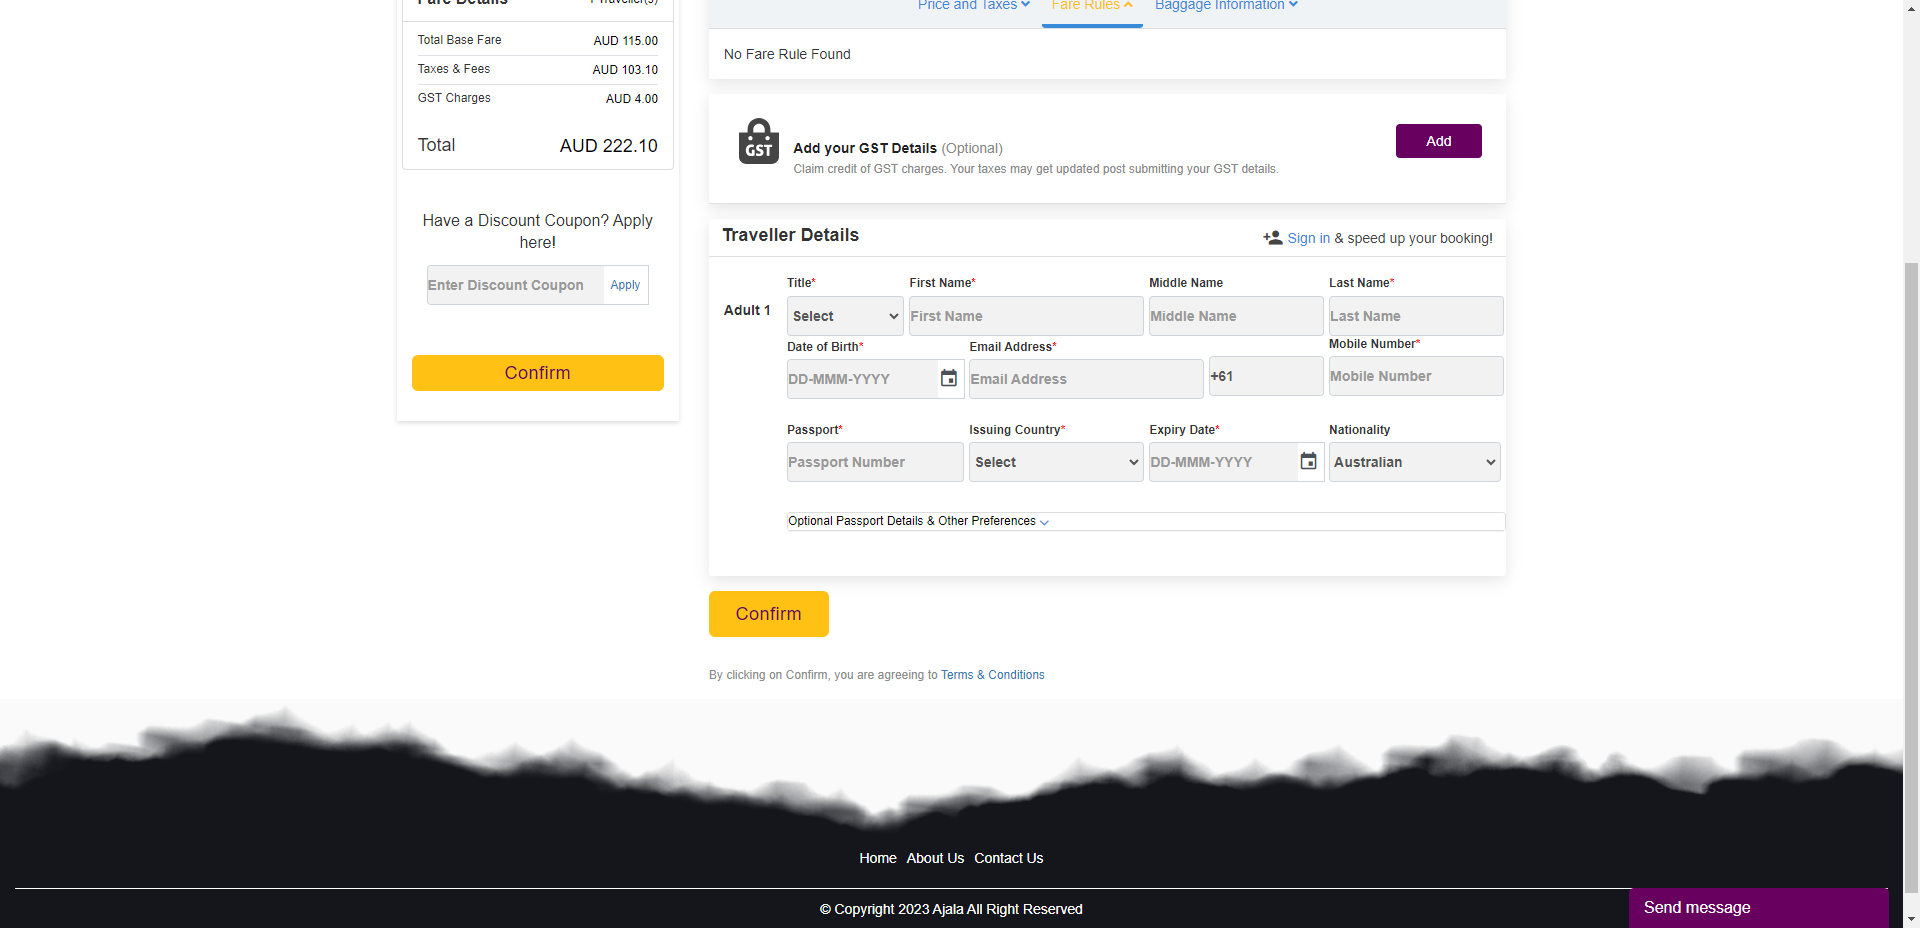 Fare Details 1 Traveller(s)
Total Base Fare AUD 115.00
Taxes & Fees AUD 103.10
GST Charges AUD 4.00
Total AUD 222.10
Have a Discount Coupon? Apply
here!
Enter Discount Coupon Apply
Confirm
Price and Taxes Fare Rules Baggage Information
No Fare Rule Found
GST
Add your GST Details (Optional)
Claim credit of GST charges. Your taxes may get updated post submitting your GST details.
Add
Traveller Details
Sign in & speed up your booking!
Title* First Name* Middle Name Last Name*
Adult 1 Select First Name Middle Name Last Name
Date of Birth* Email Address* Mobile Number*
DD-MMM-YYYY Email Address +61 Mobile Number
Passport* Issuing Country* Expiry Date* Nationality
Passport Number Select DD-MMM-YYYY Australian
Optional Passport Details & Other Preferences
Confirm
By clicking on Confirm, you are agreeing to Terms & Conditions
Home About Us Contact Us
© Copyright 2023 Ajala All Right Reserved
Send message